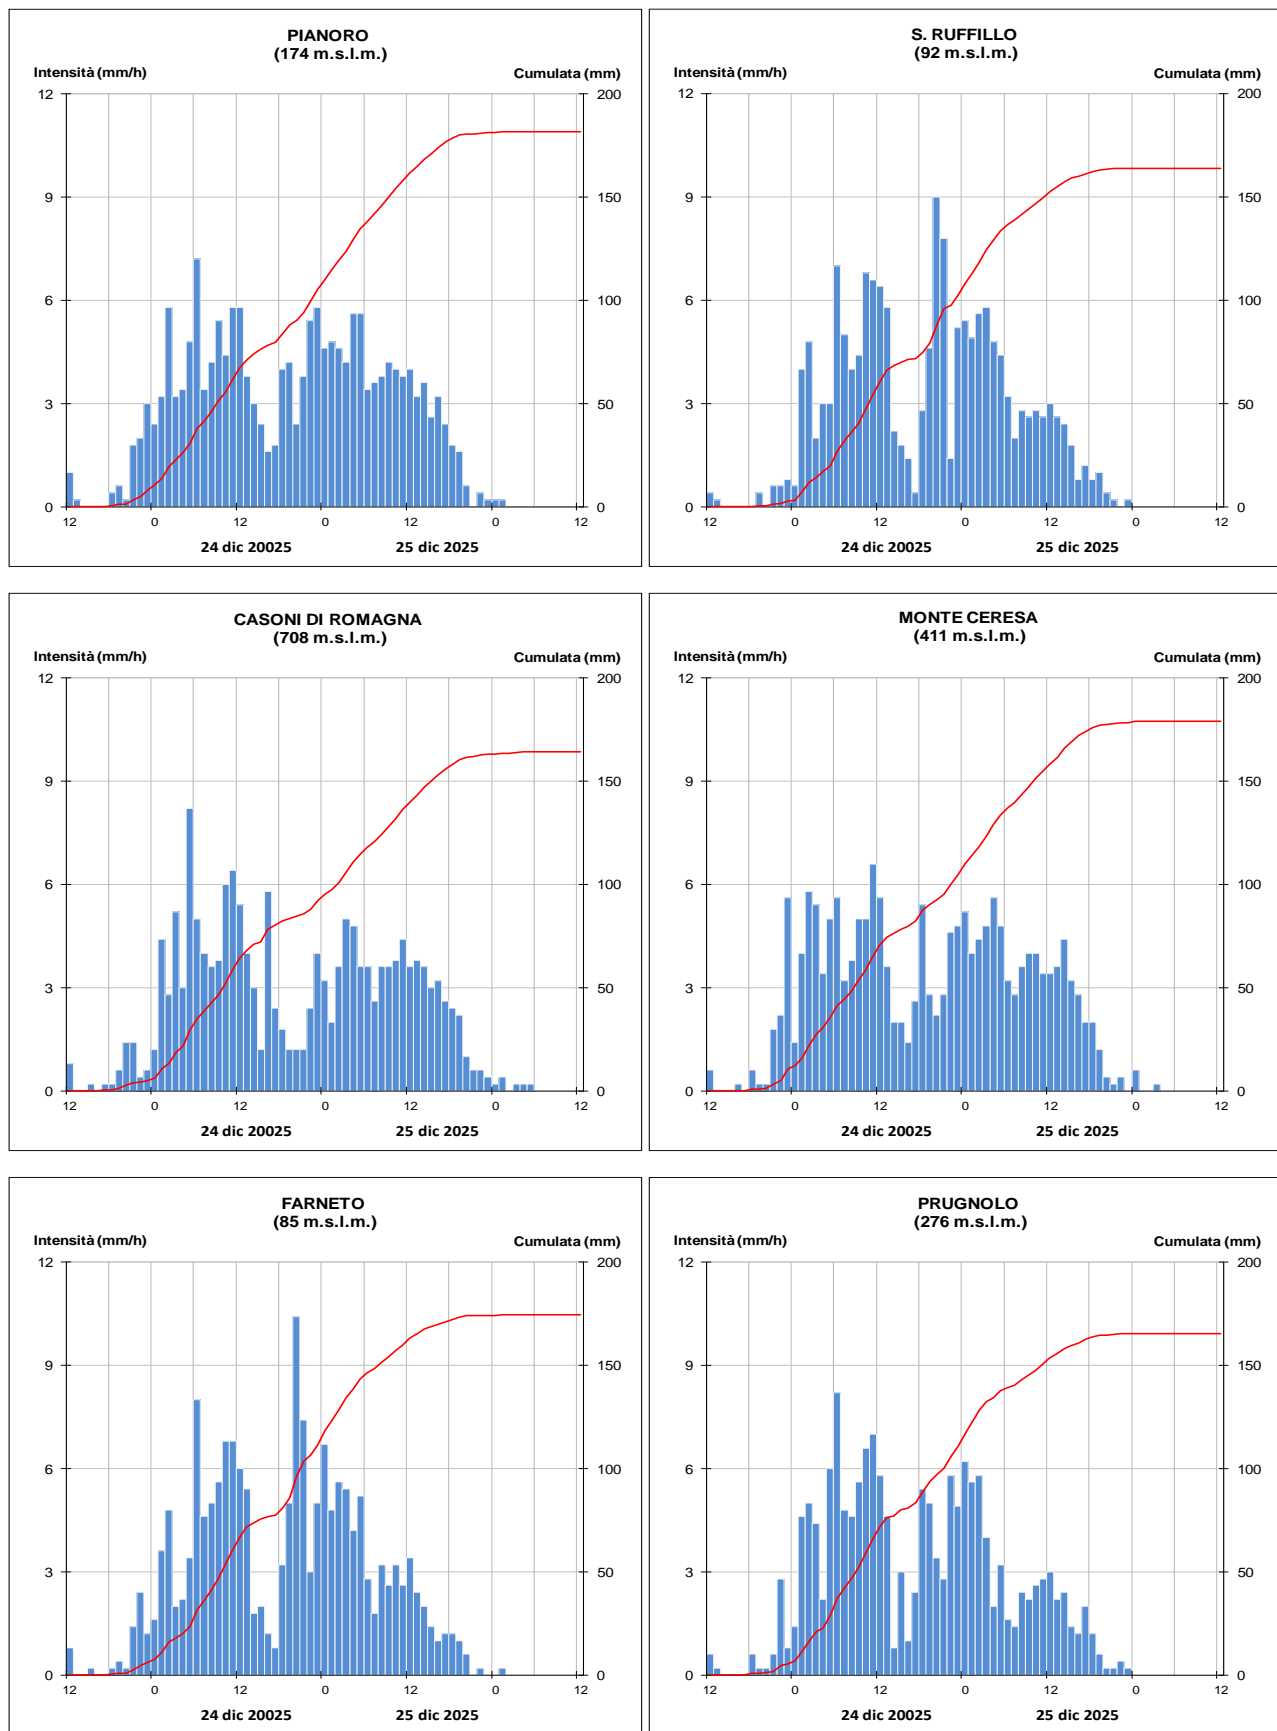 PIANORO
(174 m.s.l.m.)
Intensità (mm/h)
Cumulata (mm)
12
9
6
3
0
200
150
100
50
0
12
0
12
0
12
0
12
24 dic 20025
25 dic 2025
S. RUFFILLO
(92 m.s.l.m.)
Intensità (mm/h)
Cumulata (mm)
12
9
6
3
0
200
150
100
50
0
12
0
12
0
12
0
12
24 dic 20025
25 dic 2025
CASONI DI ROMAGNA
(708 m.s.l.m.)
Intensità (mm/h)
Cumulata (mm)
12
9
6
3
0
200
150
100
50
0
12
0
12
0
12
0
12
24 dic 20025
25 dic 2025
MONTE CERESA
(411 m.s.l.m.)
Intensità (mm/h)
Cumulata (mm)
12
9
6
3
0
200
150
100
50
0
12
0
12
0
12
0
12
24 dic 20025
25 dic 2025
FARNETO
(85 m.s.l.m.)
Intensità (mm/h)
Cumulata (mm)
12
9
6
3
0
200
150
100
50
0
12
0
12
0
12
0
12
24 dic 20025
25 dic 2025
PRUGNOLO
(276 m.s.l.m.)
Intensità (mm/h)
Cumulata (mm)
12
9
6
3
0
200
150
100
50
0
12
0
12
0
12
0
12
24 dic 20025
25 dic 2025